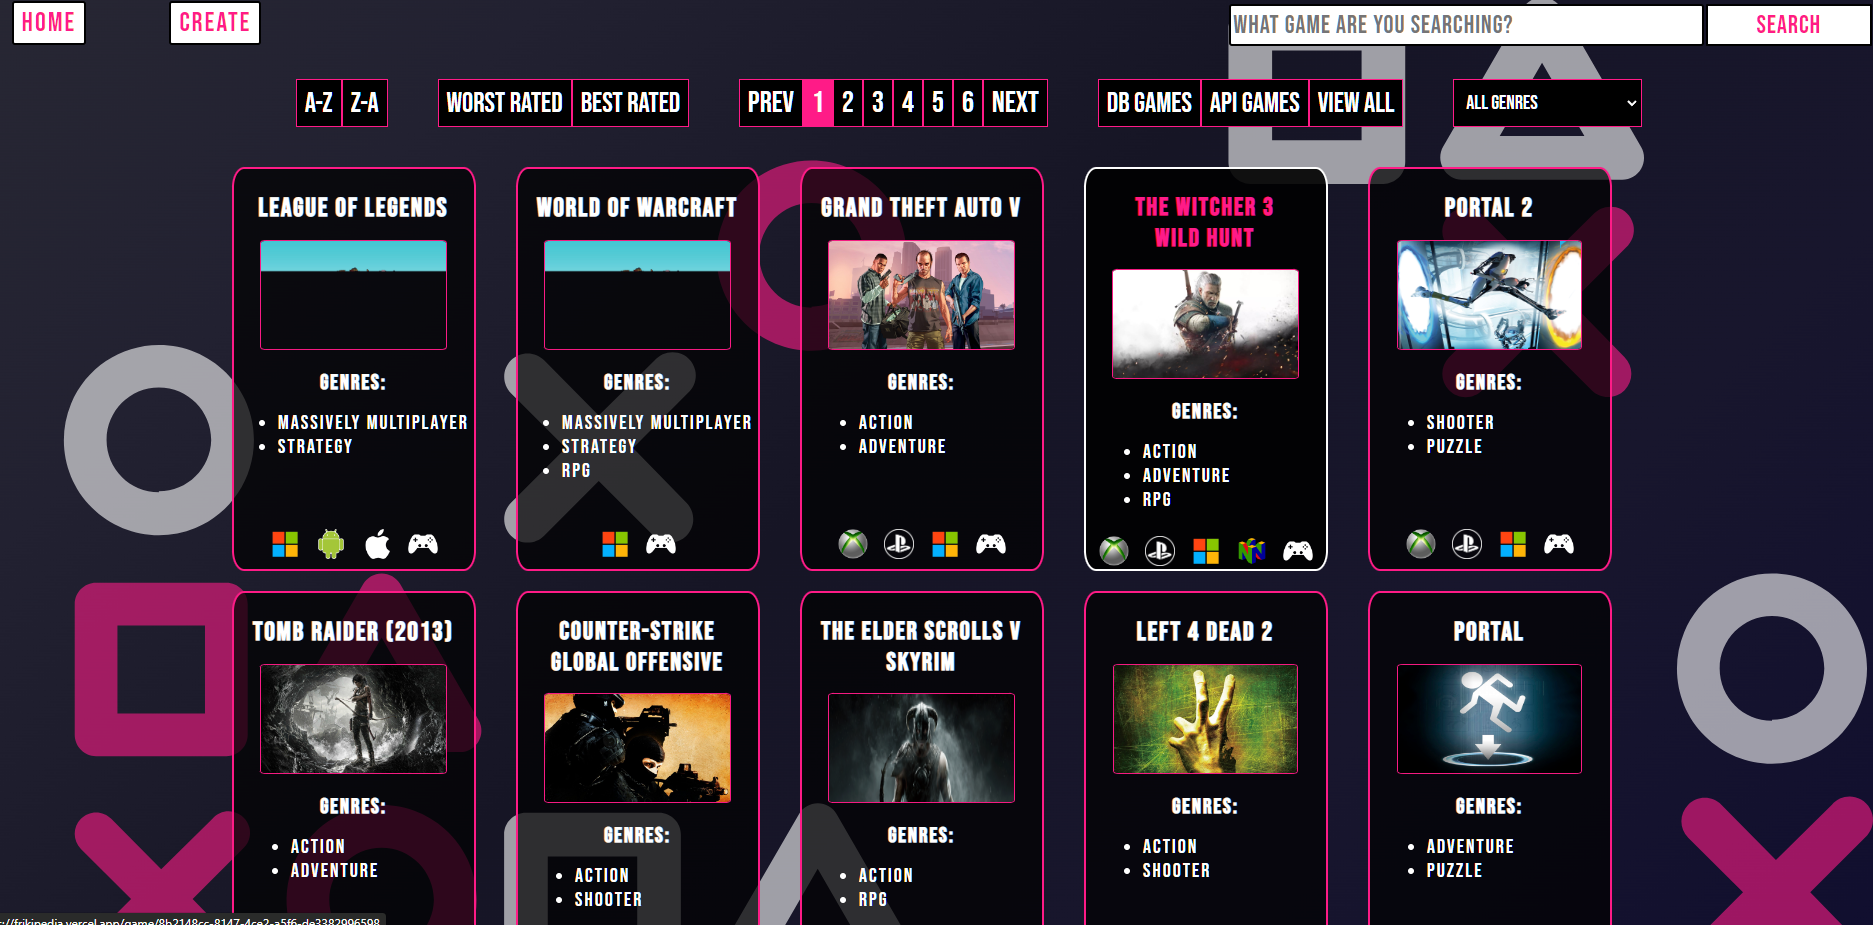 HOME
CREATE
WHAT GAME ARE YOU SEARCHING?
SEARCH
A-Z
Z-A
WORST RATED
BEST RATED
PREV
1
2
3
4
5
6
NEXT
DB GAMES
API GAMES
VIEW ALL
ALL GENRES
LEAGUE OF LEGENDS
GENRES:
MASSIVELY MULTIPLAYER
STRATEGY
WORLD OF WARCRAFT
GENRES:
MASSIVELY MULTIPLAYER
STRATEGY
RPG
GRAND THEFT AUTO V
GENRES:
ACTION
ADVENTURE
THE WITCHER 3
WILD HUNT
GENRES:
ACTION
ADVENTURE
RPG
PORTAL 2
GENRES:
SHOOTER
PUZZLE
TOMB RAIDER (2013)
GENRES:
ACTION
ADVENTURE
COUNTER-STRIKE
GLOBAL OFFENSIVE
GENRES:
ACTION
SHOOTER
THE ELDER SCROLLS V
SKYRIM
GENRES:
ACTION
RPG
LEFT 4 DEAD 2
GENRES:
ACTION
SHOOTER
PORTAL
GENRES:
ADVENTURE
PUZZLE
://frikipedia.vercel.app/game/8b2148cc-8147-4ce2-a5f6-de3382996598